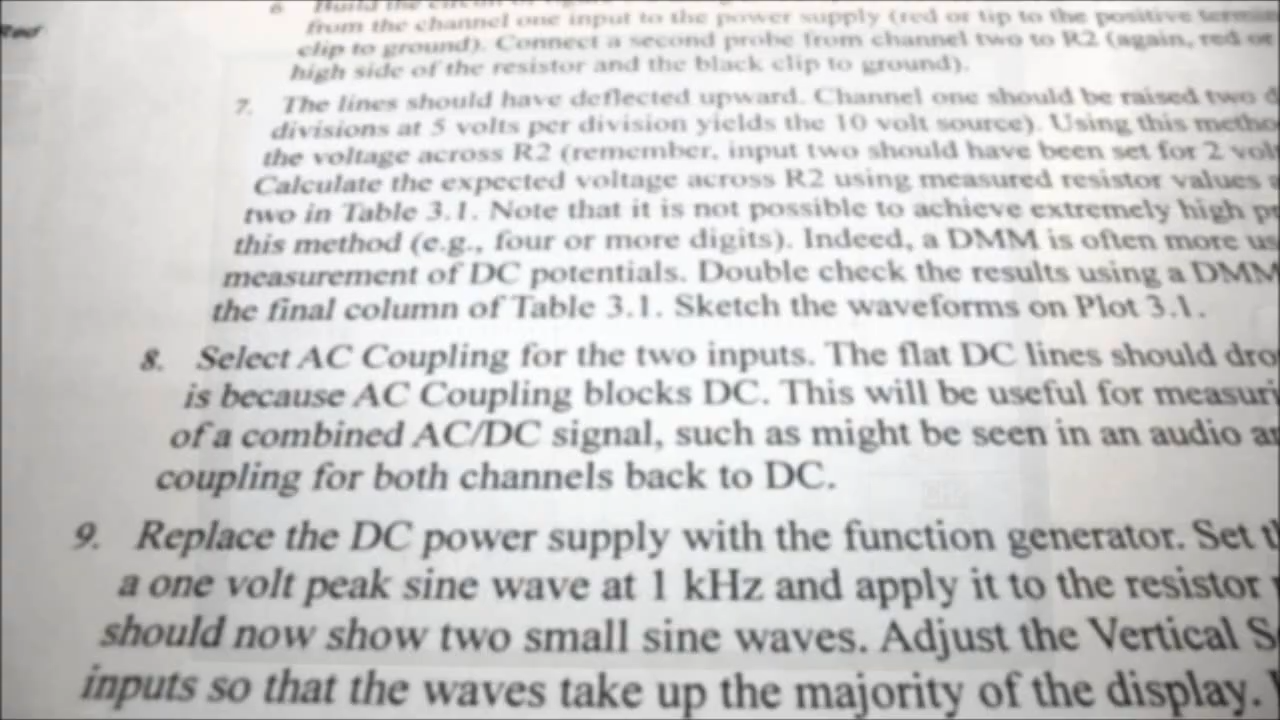 Red
6. Build the
from the channel one input to the power supply (red or tip to the positive
clip to ground). Connect a second probe from channel two to R2 (again, red or
high side of the resistor and the black clip to ground).
7. The lines should have deflected upward. Channel one should be raised two d
divisions at 5 volts per division yields the 10 volt source). Using this metho
the voltage across R2 (remember, input two should have been set for 2 vol
Calculate the expected voltage across R2 using measured resistor values a
two in Table 3.1. Note that it is not possible to achieve extremely high pr
this method (e.g., four or more digits). Indeed, a DMM is often more us
measurement of DC potentials. Double check the results using a DMM
the final column of Table 3.1. Sketch the waveforms on Plot 3.1.
8. Select AC Coupling for the two inputs. The flat DC lines should dro
is because AC Coupling blocks DC. This will be useful for measuri
of a combined AC/DC signal, such as might be seen in an audio am
coupling for both channels back to DC.
9. Replace the DC power supply with the function generator. Set t
a one volt peak sine wave at 1 kHz and apply it to the resistor
should now show two small sine waves. Adjust the Vertical S
inputs so that the waves take up the majority of the display.